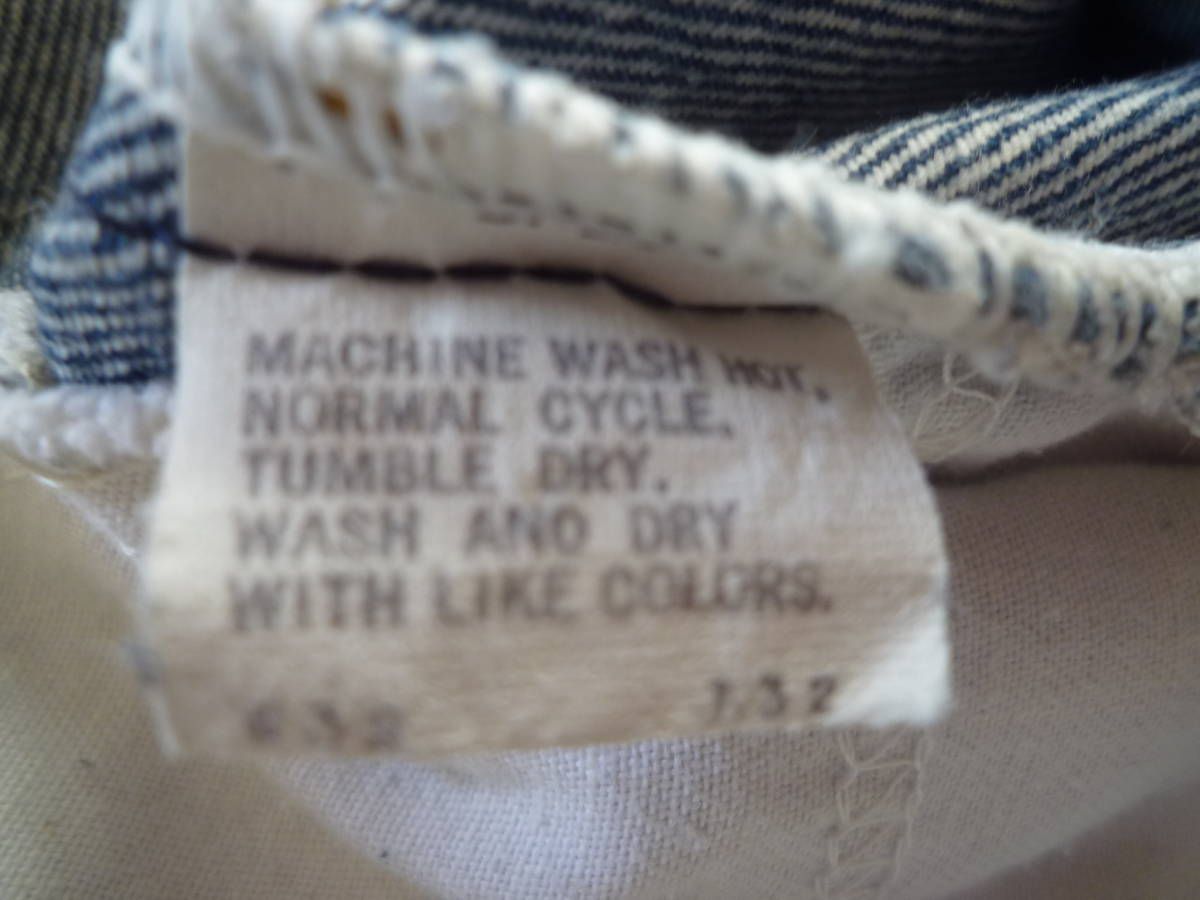 MACHINE WASH HOT.
NORMAL CYCLE.
TUMBLE DRY.
WASH AND DRY
WITH LIKE COLORS.